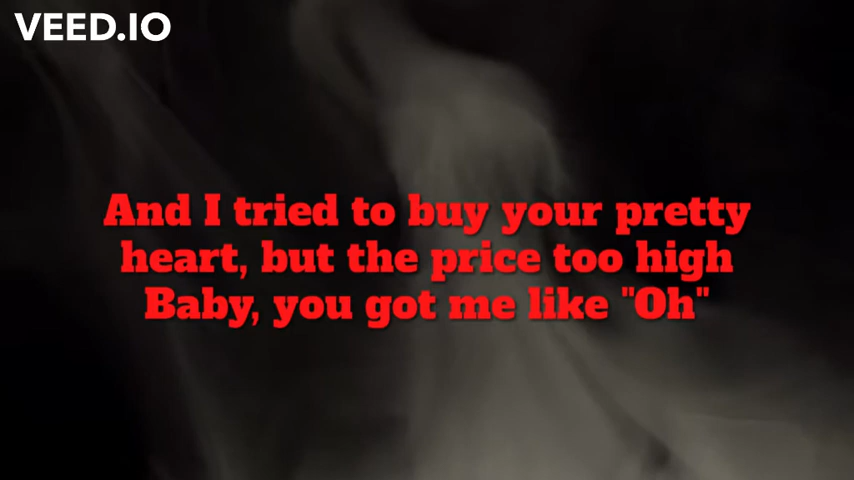 VEED.IO
And I tried to buy your pretty
heart, but the price too high
Baby, you got me like "Oh"